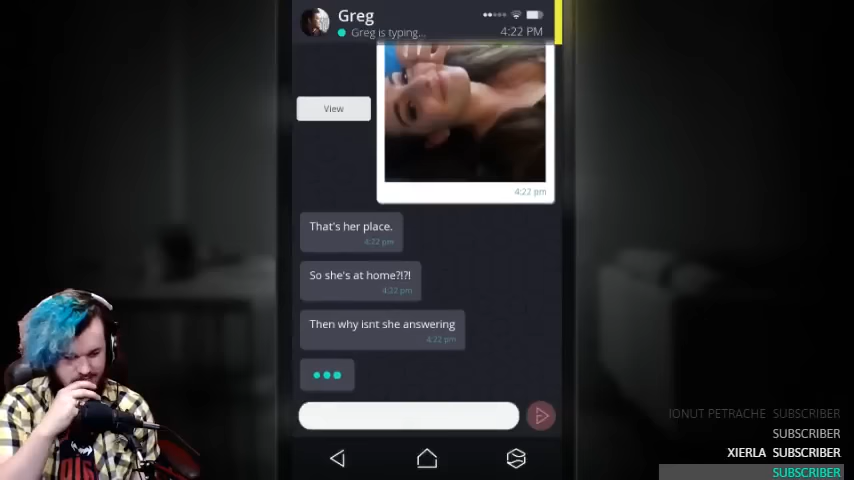 Greg
Greg is typing...
4:22 PM
View
4:22 pm
That's her place.
4:22 pm
So she's at home?!?!
4:22 pm
Then why isnt she answering
4:22 pm
IONUT PETRACHE SUBSCRIBER
SUBSCRIBER
XIERLA SUBSCRIBER
SUBSCRIBER